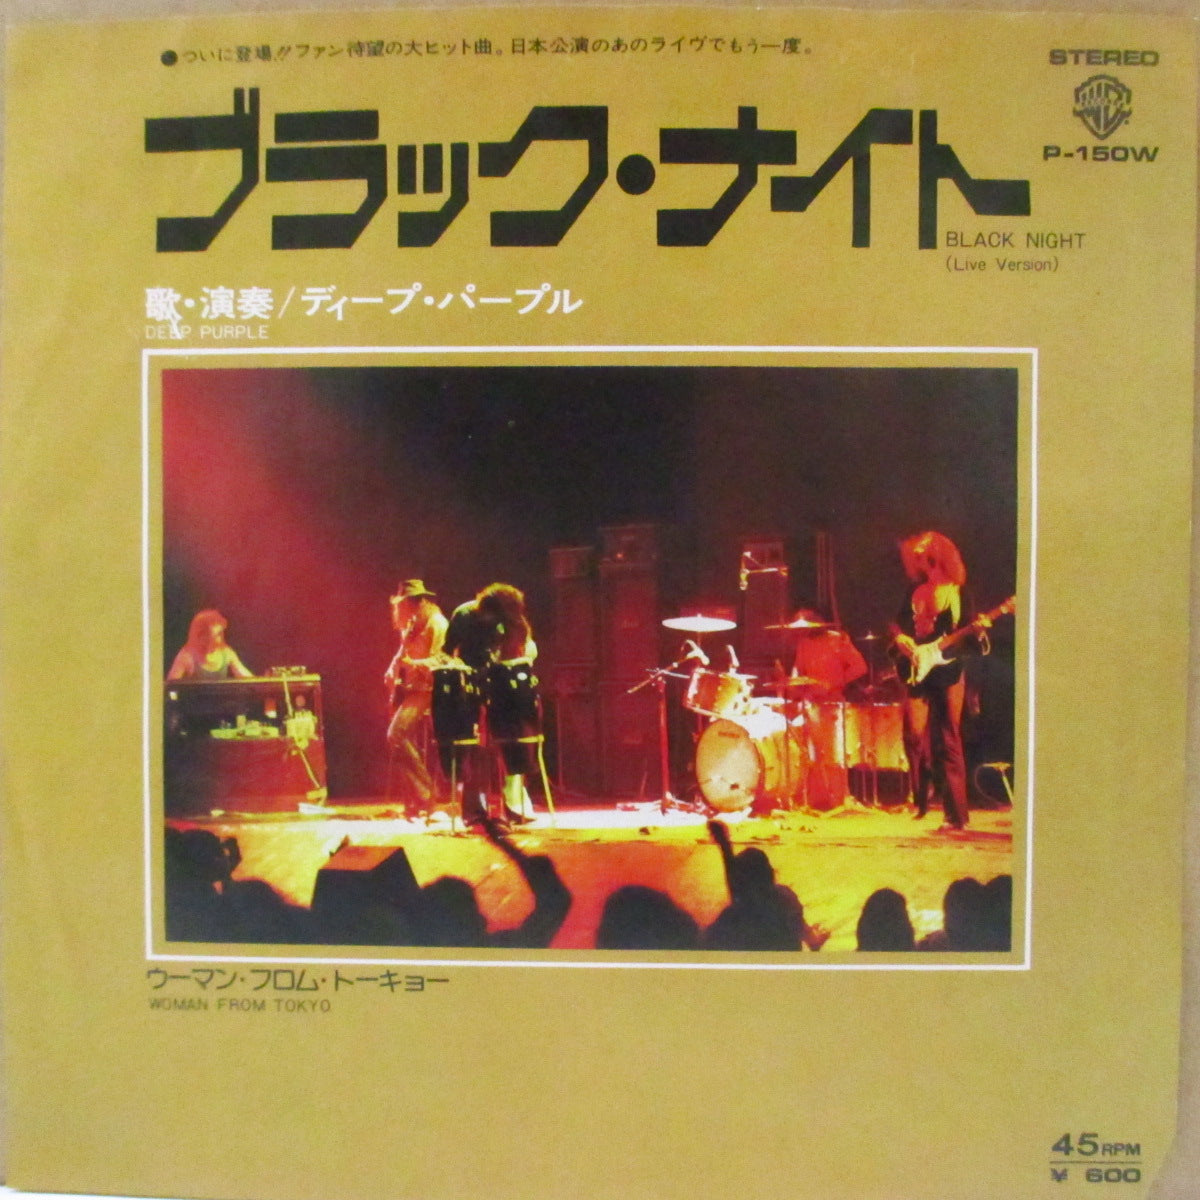 ●ついに登場!!ファン待望の大ヒット曲。日本公演のあのライヴでもう一度。
STEREO
P-150W
ブラック・ナイト
BLACK NIGHT
(Live Version)
歌・演奏/ディープ・パープル
DEEP PURPLE
ウーマン・フロム・トーキョー
WOMAN FROM TOKYO
45RPM
¥ 600